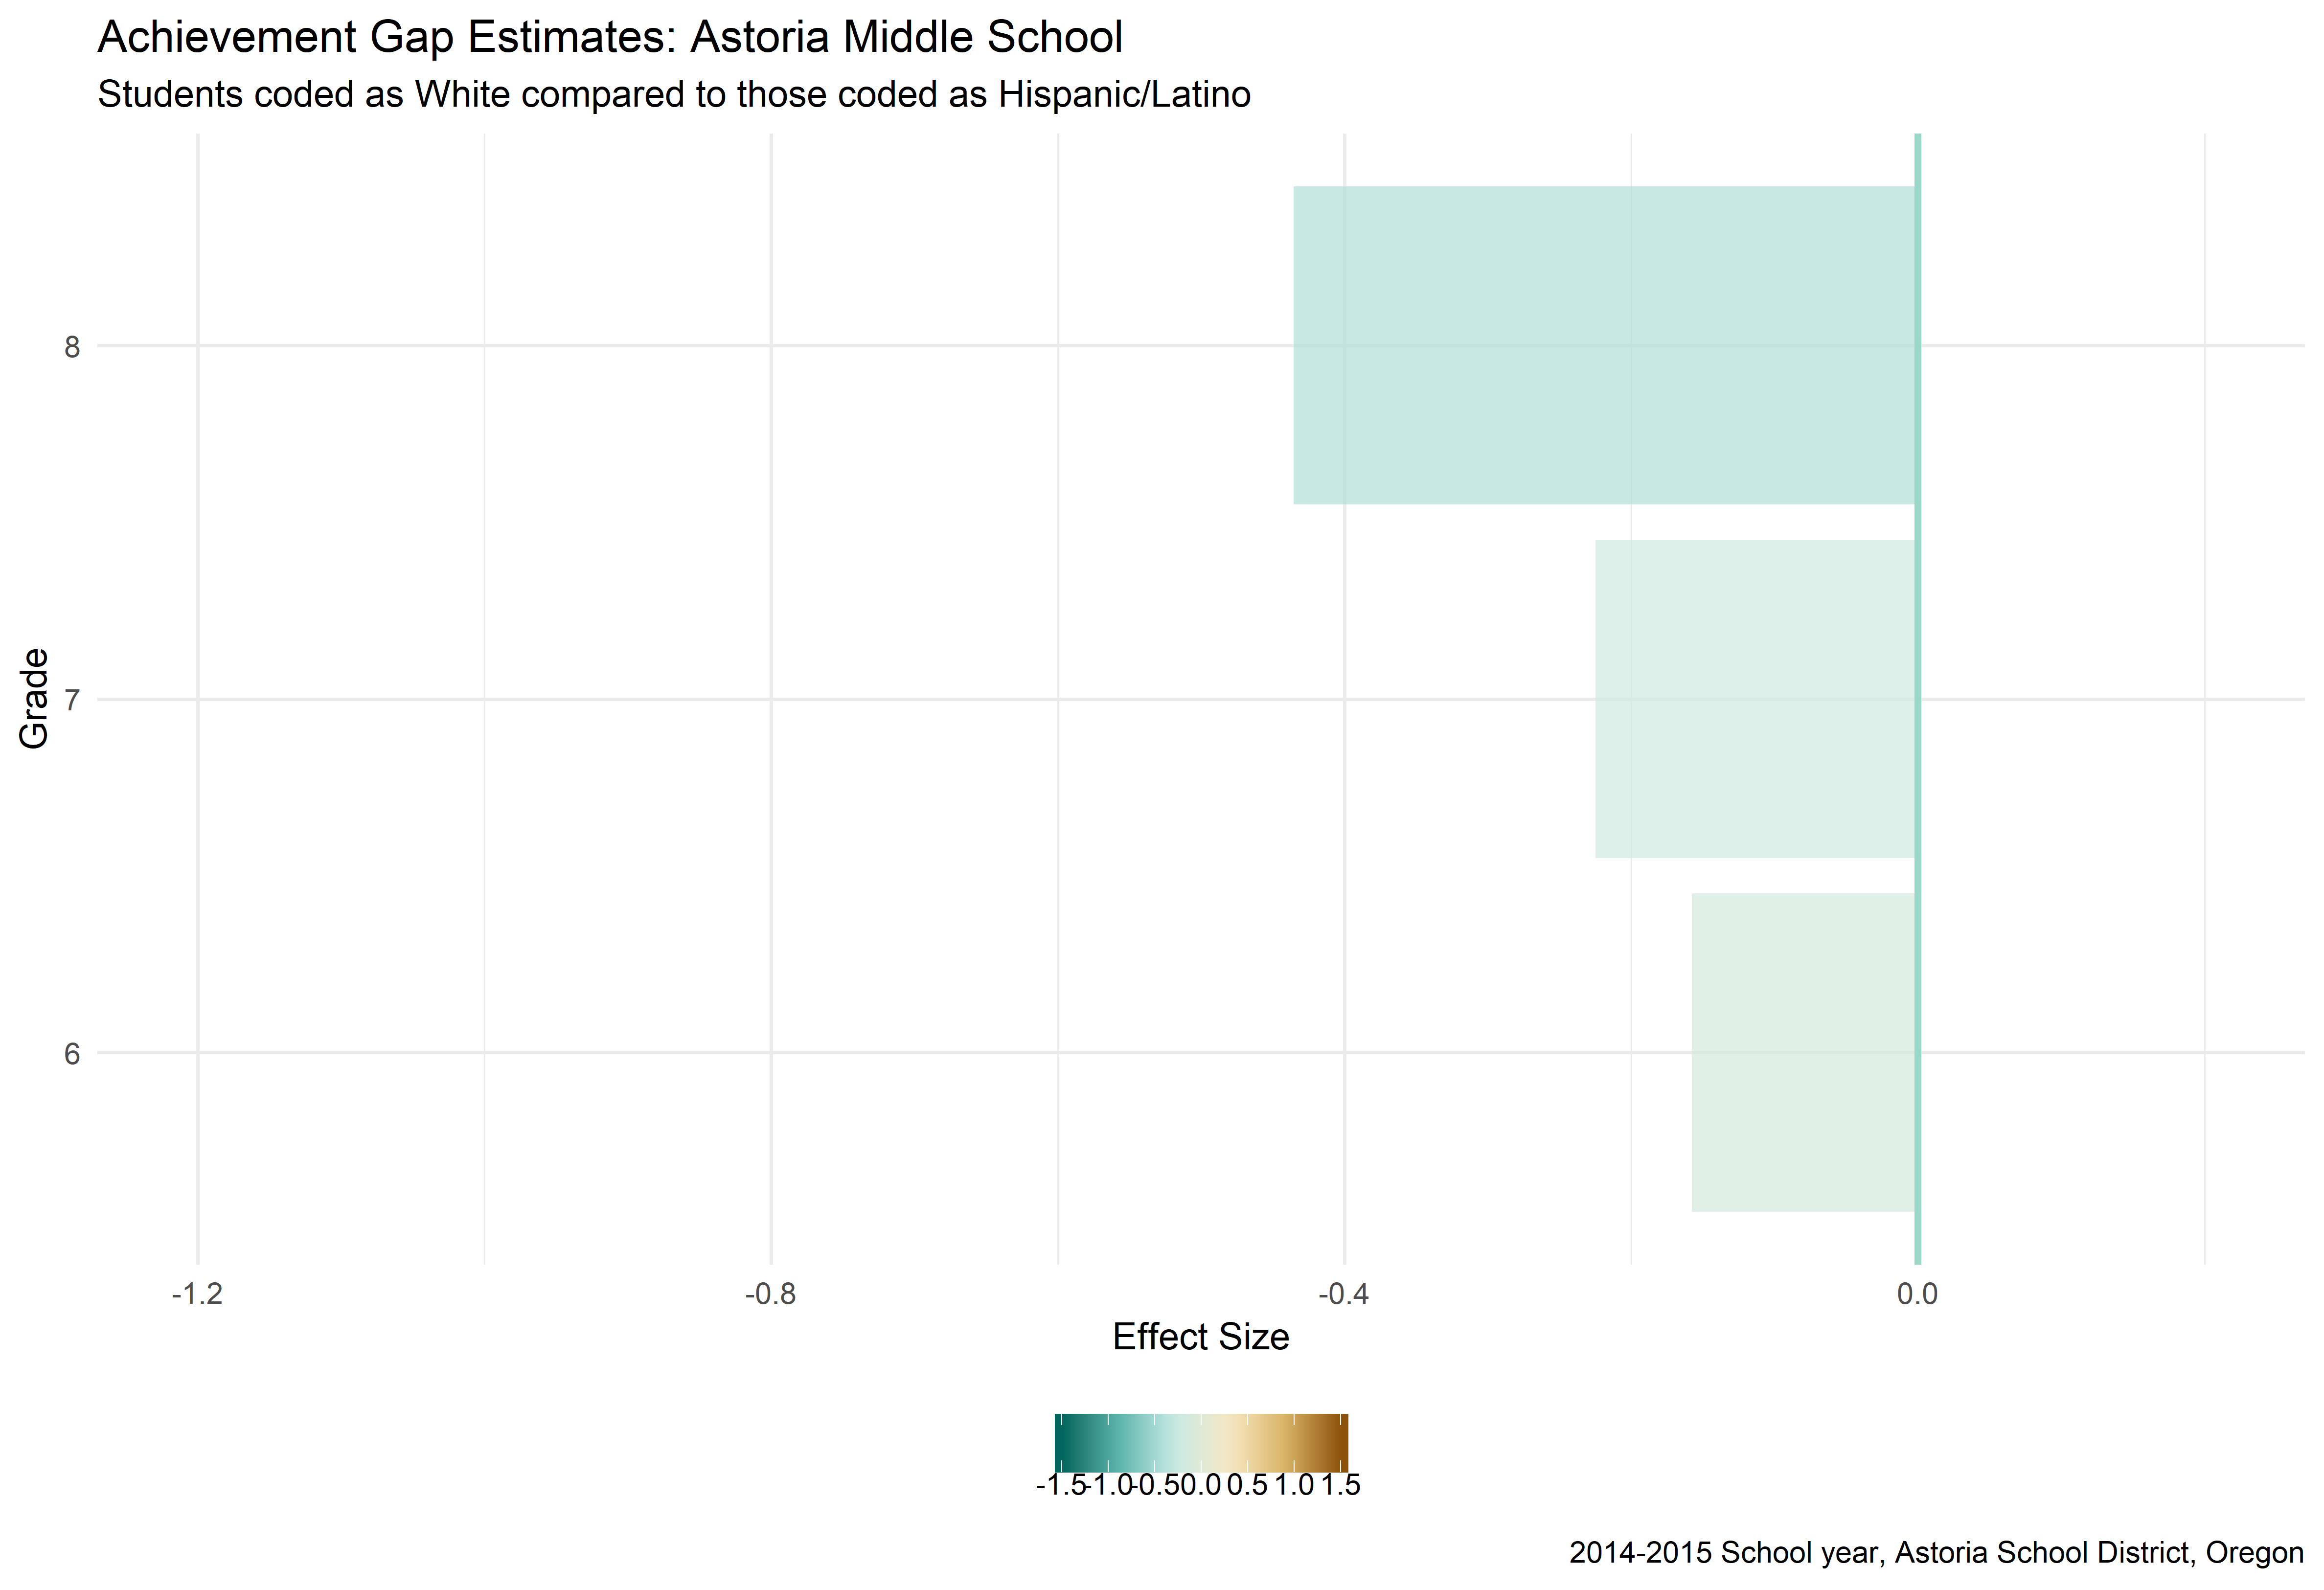 Achievement Gap Estimates: Astoria Middle School
Students coded as White compared to those coded as Hispanic/Latino
Grade
8
7
6
-1.2 -0.8 -0.4 0.0
Effect Size
-1.5 -1.0 -0.5 0.0 0.5 1.0 1.5
2014-2015 School year, Astoria School District, Oregon